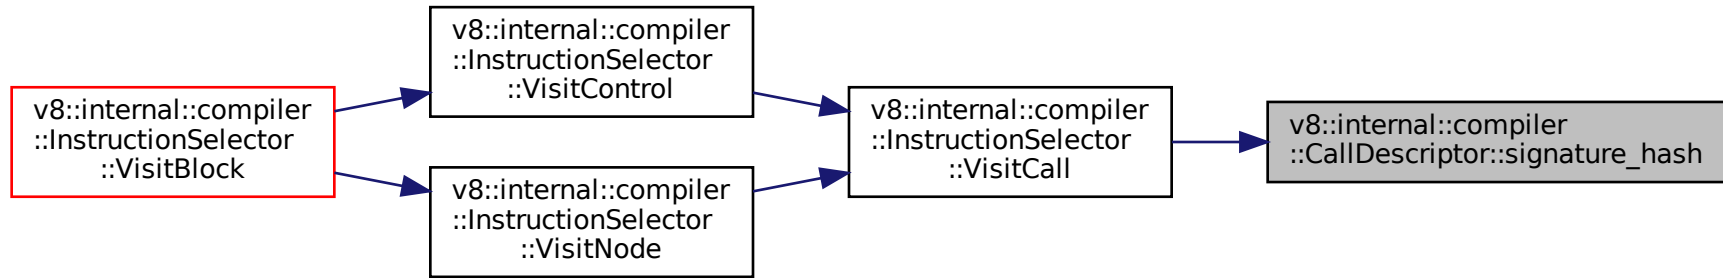 v8::internal::compiler
::InstructionSelector
::VisitBlock
v8::internal::compiler
::InstructionSelector
::VisitControl
v8::internal::compiler
::InstructionSelector
::VisitNode
v8::internal::compiler
::InstructionSelector
::VisitCall
v8::internal::compiler
::CallDescriptor::signature_hash